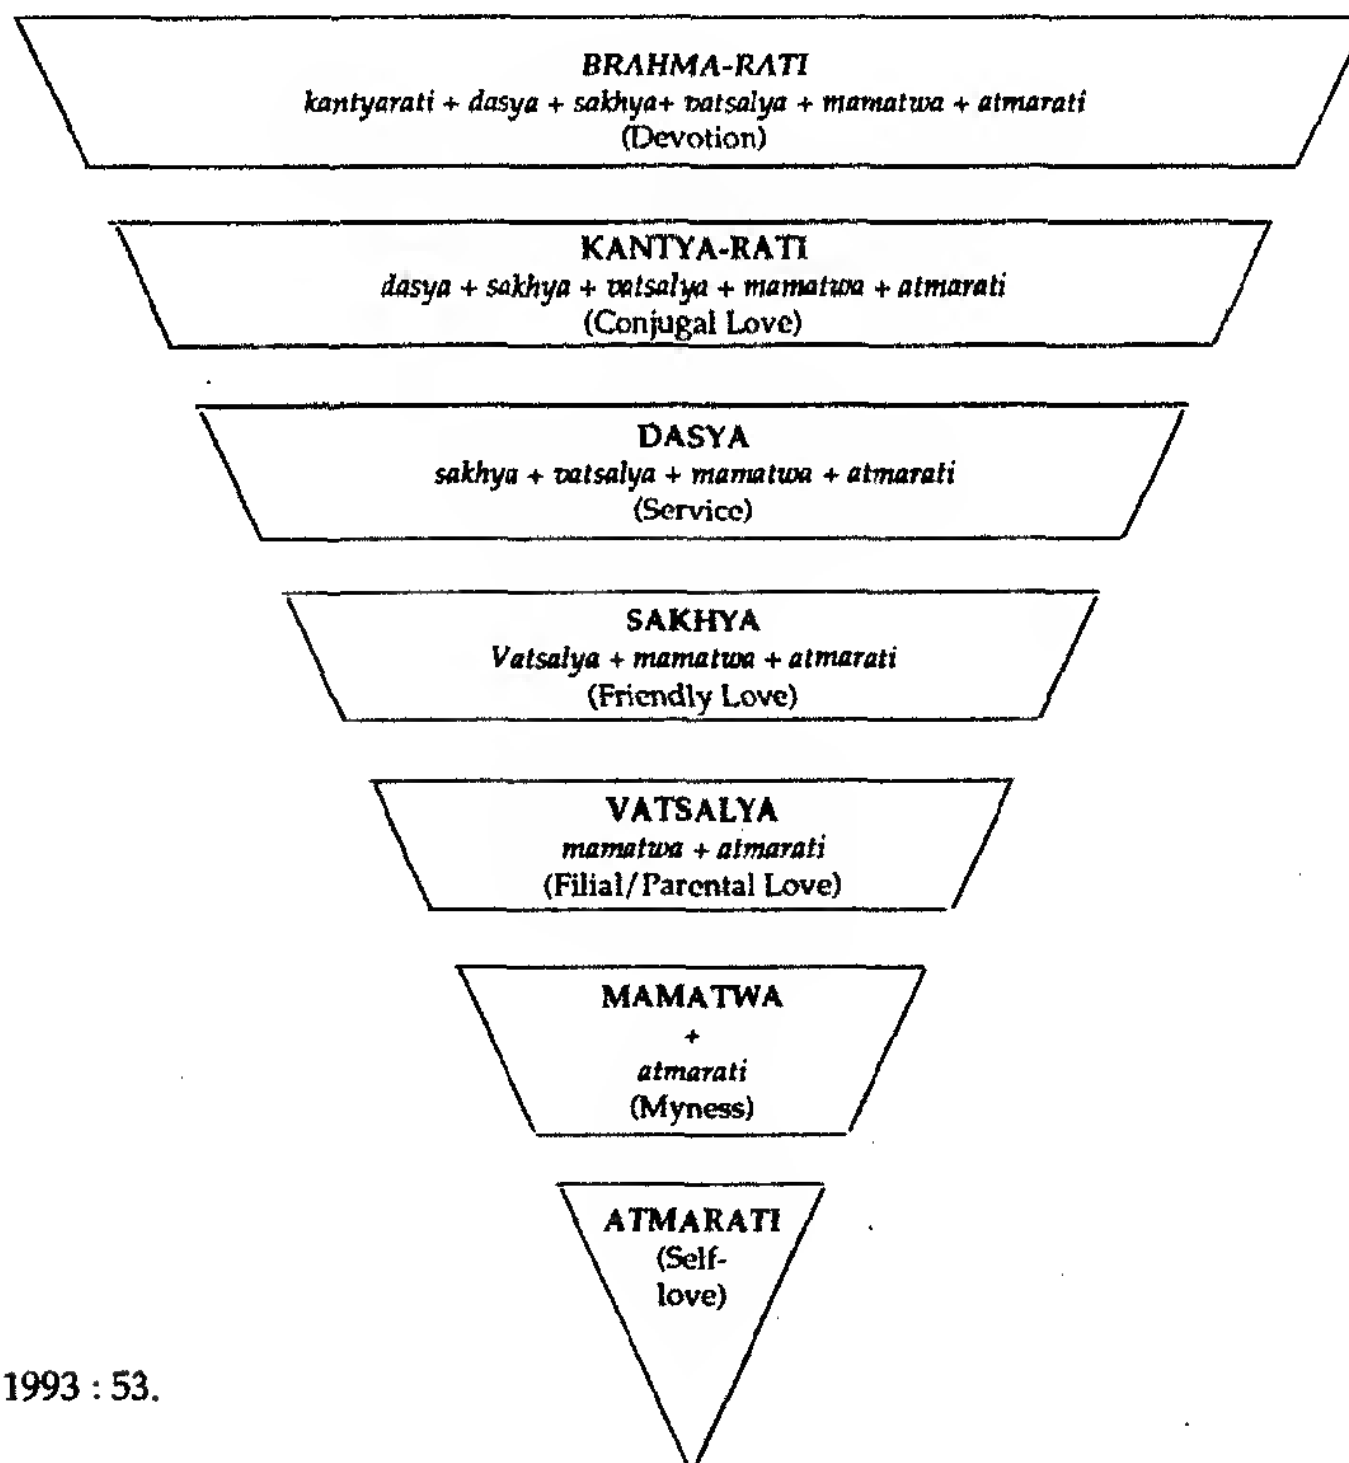 BRAHMA-RATI
kantyarati + dasya + sakhya+ vatsalya + mamatwa + atmarati
(Devotion)
KANTYA-RATI
dasya + sakhya + vatsalya + mamatwa + atmarati
(Conjugal Love)
DASYA
sakhya + vatsalya + mamatwa + atmarati
(Service)
SAKHYA
Vatsalya + mamatwa + atmarati
(Friendly Love)
VATSALYA
mamatwa + atmarati
(Filial/Parental Love)
MAMATWA
+
atmarati
(Myness)
ATMARATI
(Self-
love)
1993 : 53.